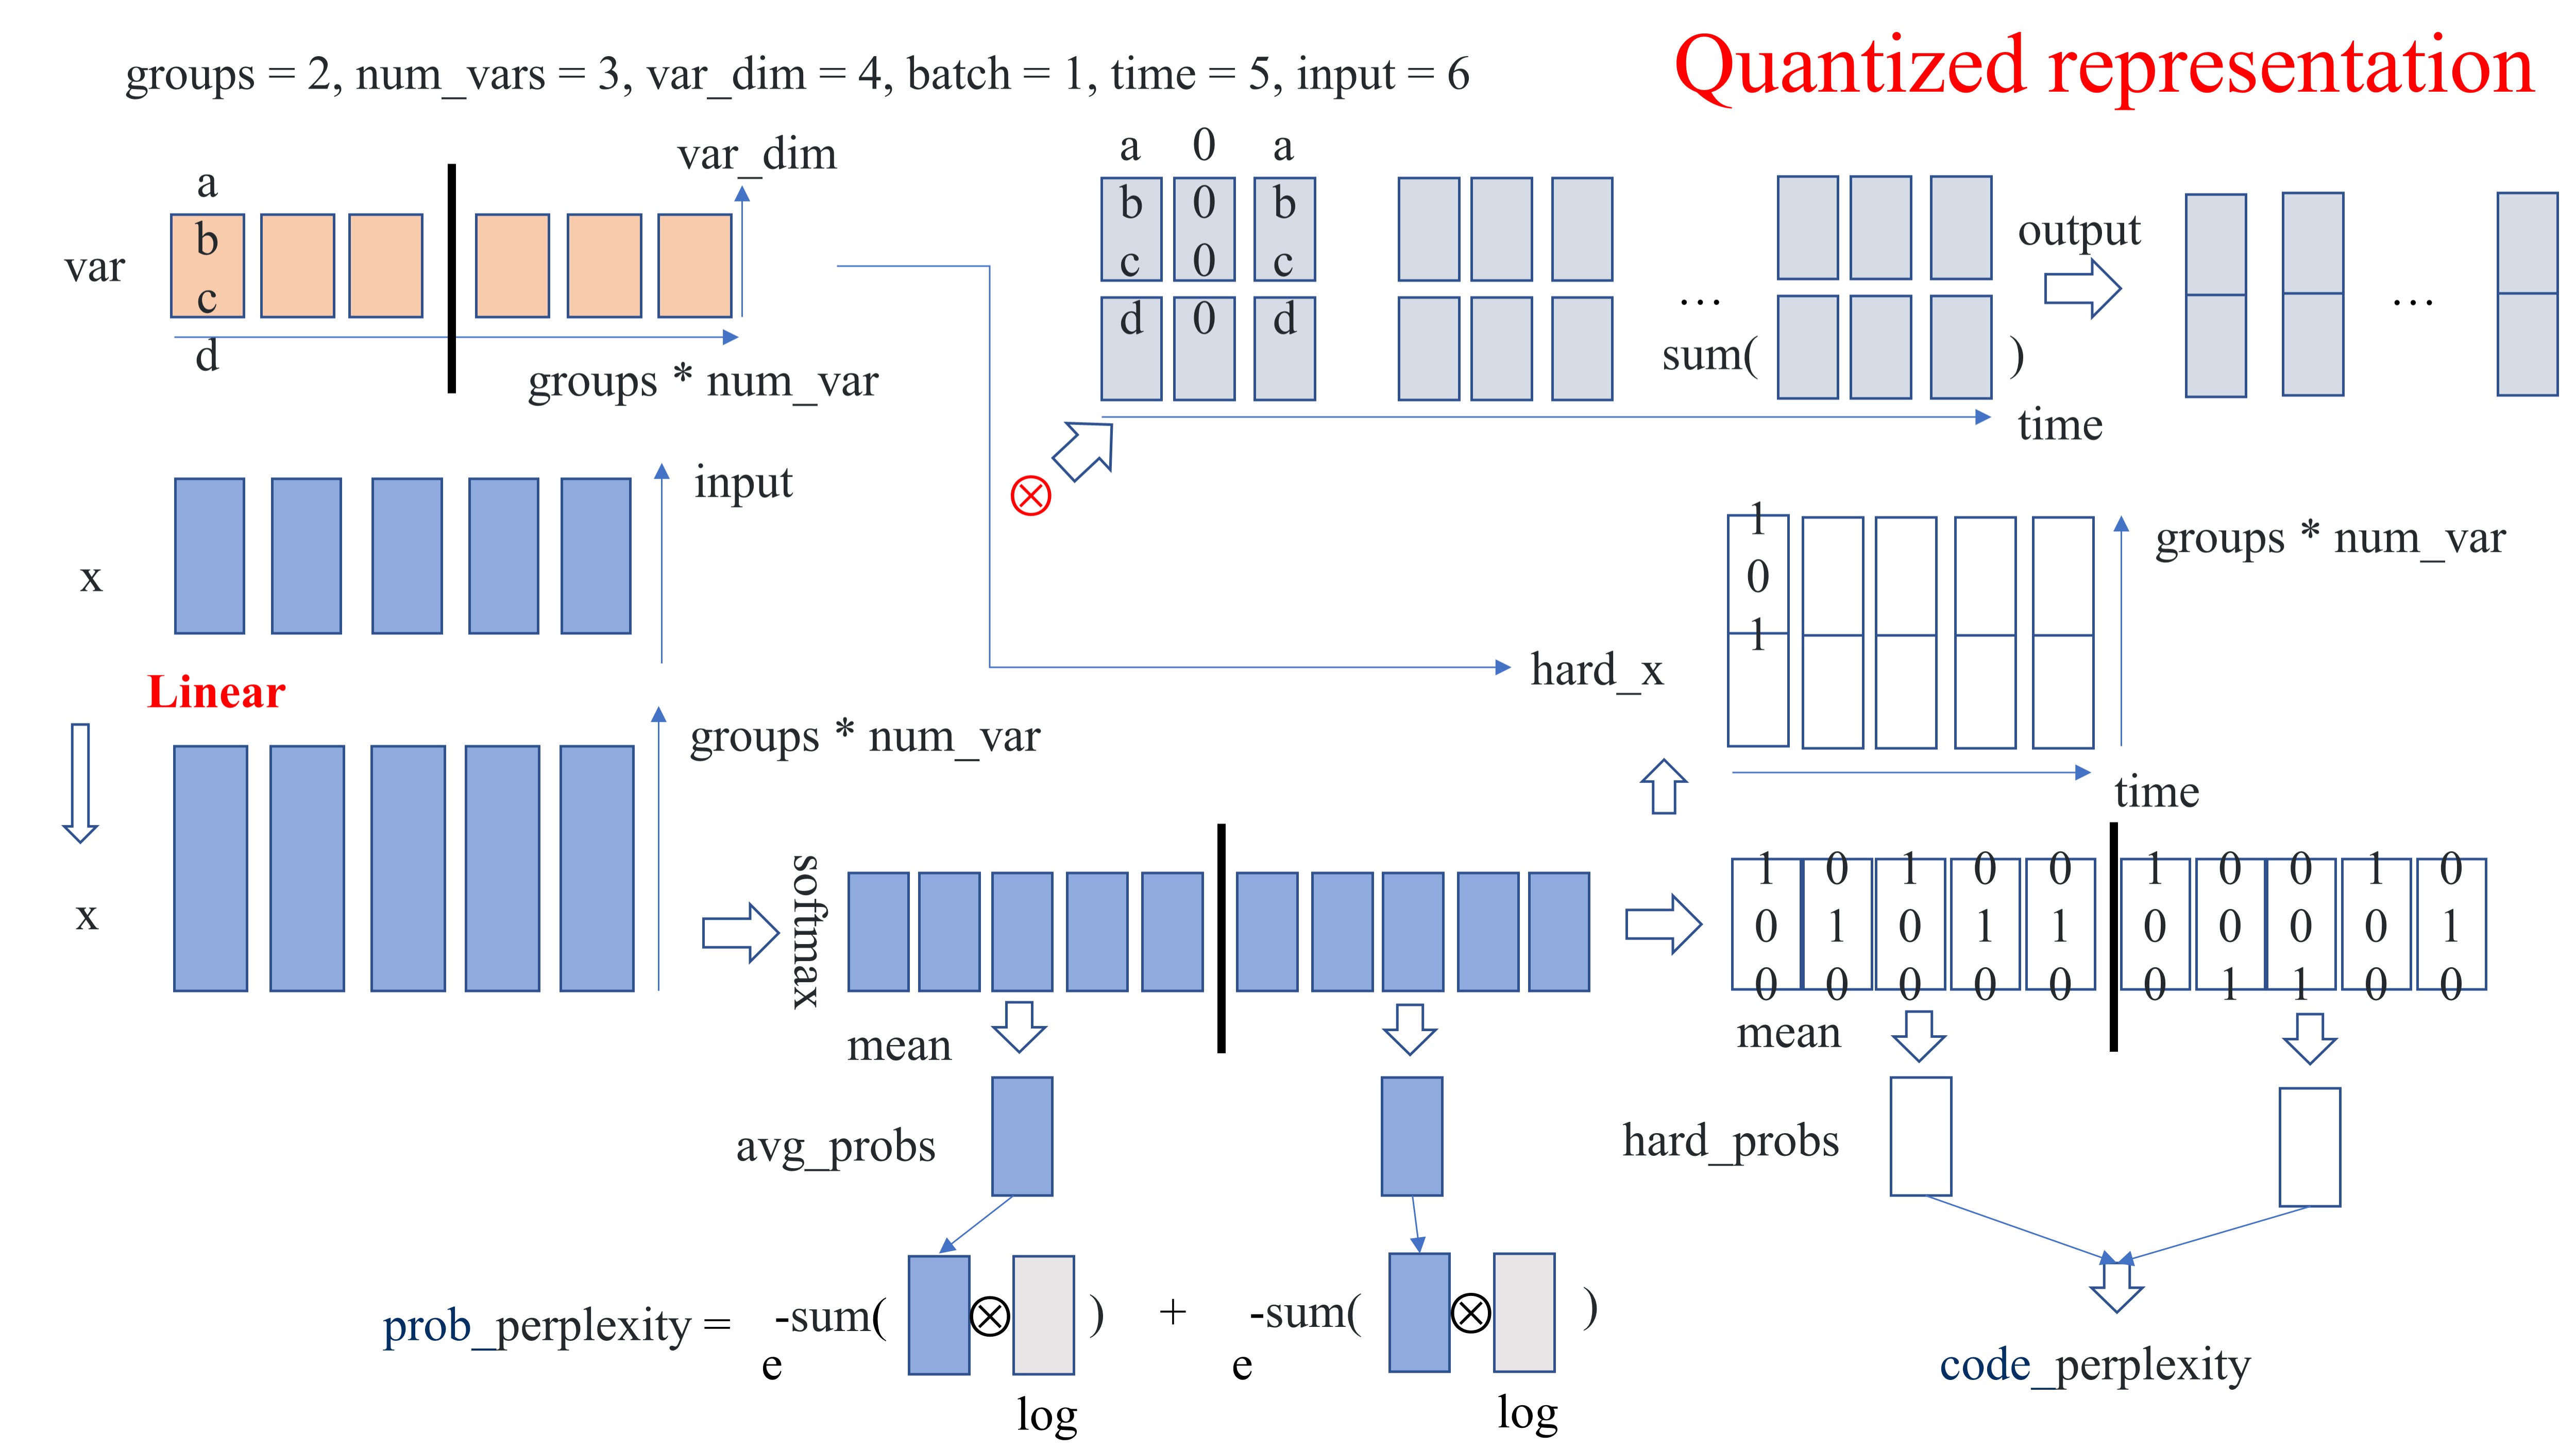 groups = 2, num_vars = 3, var_dim = 4, batch = 1, time = 5, input = 6
Quantized representation
var
a
b
c
d
var_dim
groups * num_var
a 0 a
b 0 b
c 0 c
d 0 d
...
sum( )
time
output
...
x
input
Linear
x
groups * num_var
hard_x
1
0
1
1
groups * num_var
time
softmax
1 0 1 0 0 1 0 0 1 0
0 1 0 1 1 0 0 0 0 1
0 0 0 0 0 0 1 1 0 0
mean
mean
avg_probs
hard_probs
prob_perplexity = e -sum( ⊗ ) + e -sum( ⊗ )
log
log
code_perplexity